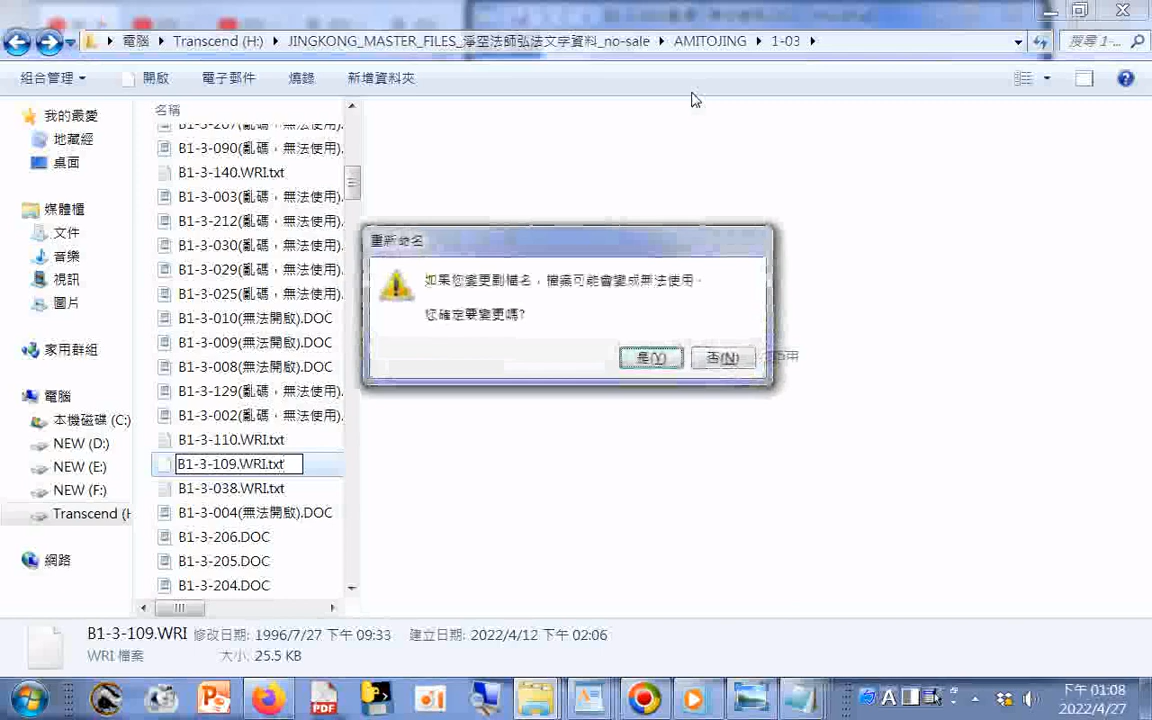 電腦 ▸ Transcend (H:) ▸ JINGKONG_MASTER_FILES_淨空法師弘法文字資料_no-sale ▸ AMITOJING ▸ 1-03 ▸
搜尋 1-...
組合管理 開啟 電子郵件 燒錄 新增資料夾
我的最愛
地藏經
桌面
媒體櫃
文件
音樂
視訊
圖片
家用群組
電腦
本機磁碟 (C:)
NEW (D:)
NEW (E:)
NEW (F:)
Transcend (H
網路
名稱
B1-3-207(亂碼，無法使用).
B1-3-090(亂碼，無法使用).
B1-3-140.WRI.txt
B1-3-003(亂碼，無法使用).
B1-3-212(亂碼，無法使用).
B1-3-030(亂碼，無法使用).
B1-3-029(亂碼，無法使用).
B1-3-025(亂碼，無法使用).
B1-3-010(無法開啟).DOC
B1-3-009(無法開啟).DOC
B1-3-008(無法開啟).DOC
B1-3-129(亂碼，無法使用).
B1-3-002(亂碼，無法使用).
B1-3-110.WRI.txt
B1-3-109.WRI.txt
B1-3-038.WRI.txt
B1-3-004(無法開啟).DOC
B1-3-206.DOC
B1-3-205.DOC
B1-3-204.DOC
重新命名
如果您變更副檔名，檔案可能會變成無法使用。
您確定要變更嗎?
是(Y) 否(N)
B1-3-109.WRI 修改日期: 1996/7/27 下午 09:33 建立日期: 2022/4/12 下午 02:06
WRI 檔案 大小: 25.5 KB
PDF
A
下午 01:08
2022/4/27